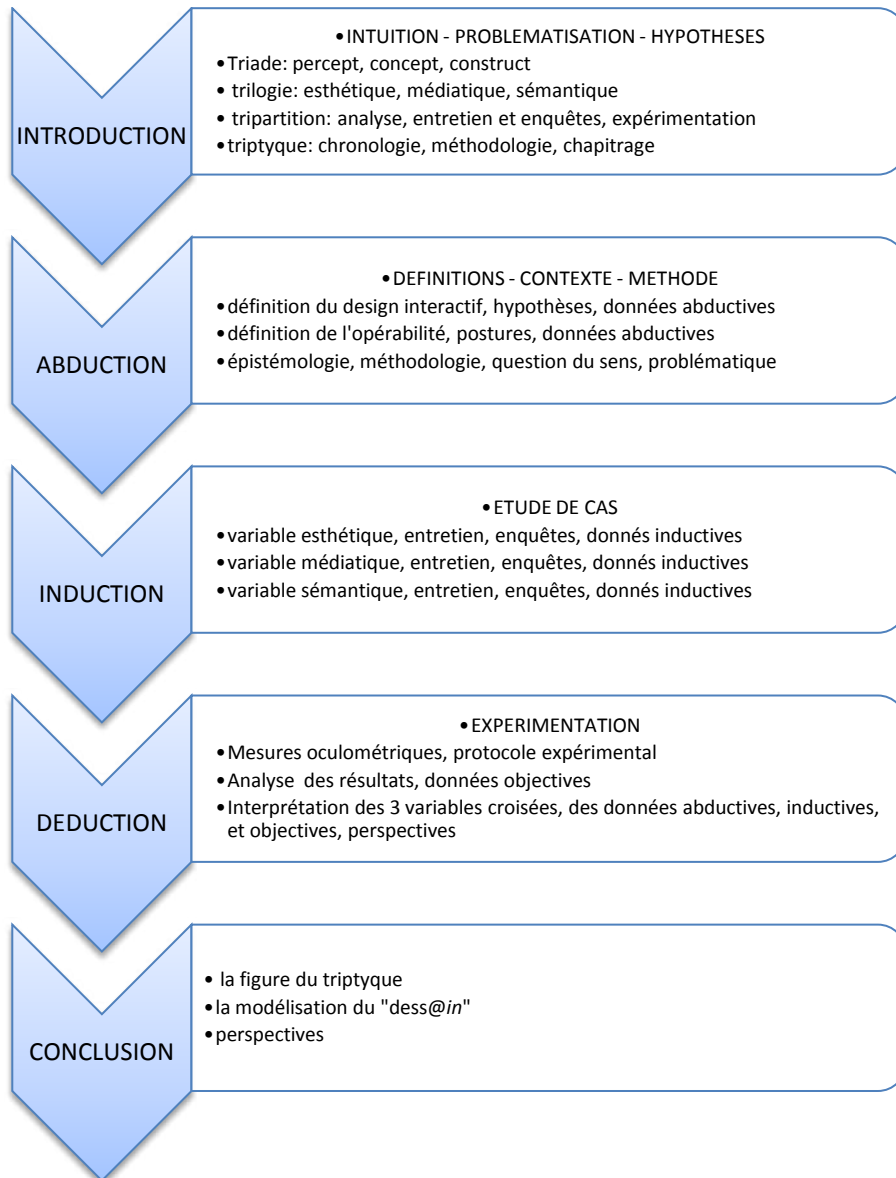 INTRODUCTION
•INTUITION - PROBLEMATISATION - HYPOTHESES
•Triade: percept, concept, construct
• trilogie: esthétique, médiatique, sémantique
• tripartition: analyse, entretien et enquêtes, expérimentation
•triptyque: chronologie, méthodologie, chapitrage
ABDUCTION
•DEFINITIONS - CONTEXTE - METHODE
•définition du design interactif, hypothèses, données abductives
•définition de l'opérabilité, postures, données abductives
•épistémologie, méthodologie, question du sens, problématique
INDUCTION
•ETUDE DE CAS
•variable esthétique, entretien, enquêtes, donnés inductives
•variable médiatique, entretien, enquêtes, donnés inductives
•variable sémantique, entretien, enquêtes, donnés inductives
DEDUCTION
•EXPERIMENTATION
•Mesures oculométriques, protocole expérimental
•Analyse des résultats, données objectives
•Interprétation des 3 variables croisées, des données abductives, inductives,
et objectives, perspectives
CONCLUSION
• la figure du triptyque
•la modélisation du "dess@in"
•perspectives